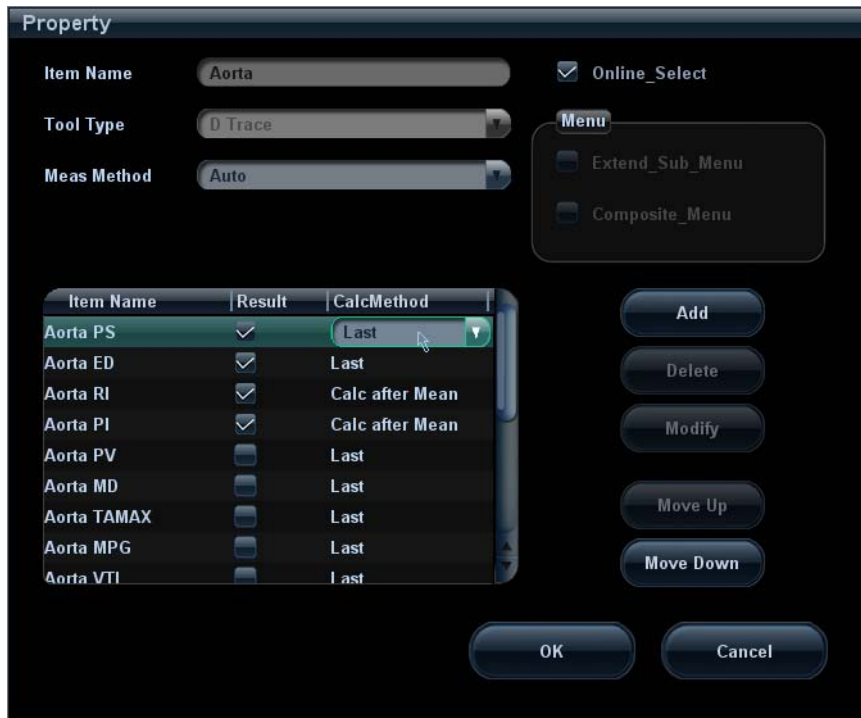 Property
Item Name Aorta Online_Select
Tool Type D Trace Menu
Meas Method Auto Extend_Sub_Menu
Composite_Menu
Item Name Result CalcMethod
Aorta PS Last
Aorta ED Last
Aorta RI Calc after Mean
Aorta PI Calc after Mean
Aorta PV Last
Aorta MD Last
Aorta TAMAX Last
Aorta MPG Last
Aorta VTI Last
Add
Delete
Modify
Move Up
Move Down
OK Cancel